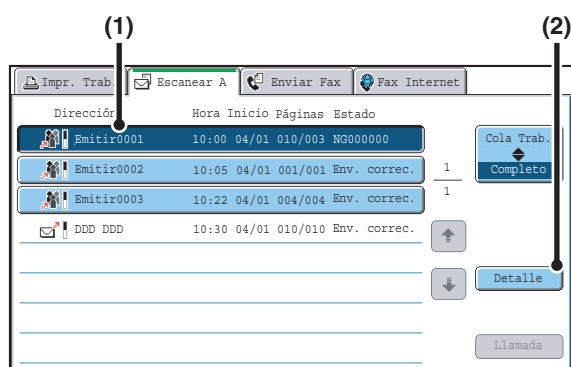 (1) (2)
Impr. Trab. Escanear A Enviar Fax Fax Internet
Dirección Hora Inicio Páginas Estado
Emitir0001 10:00 04/01 010/003 NG000000
Cola Trab.
Completo
Emitir0002 10:05 04/01 001/001 Env. correc.
1
1
Emitir0003 10:22 04/01 004/004 Env. correc.
DDD DDD 10:30 04/01 010/010 Env. correc.
Detalle
Llamada